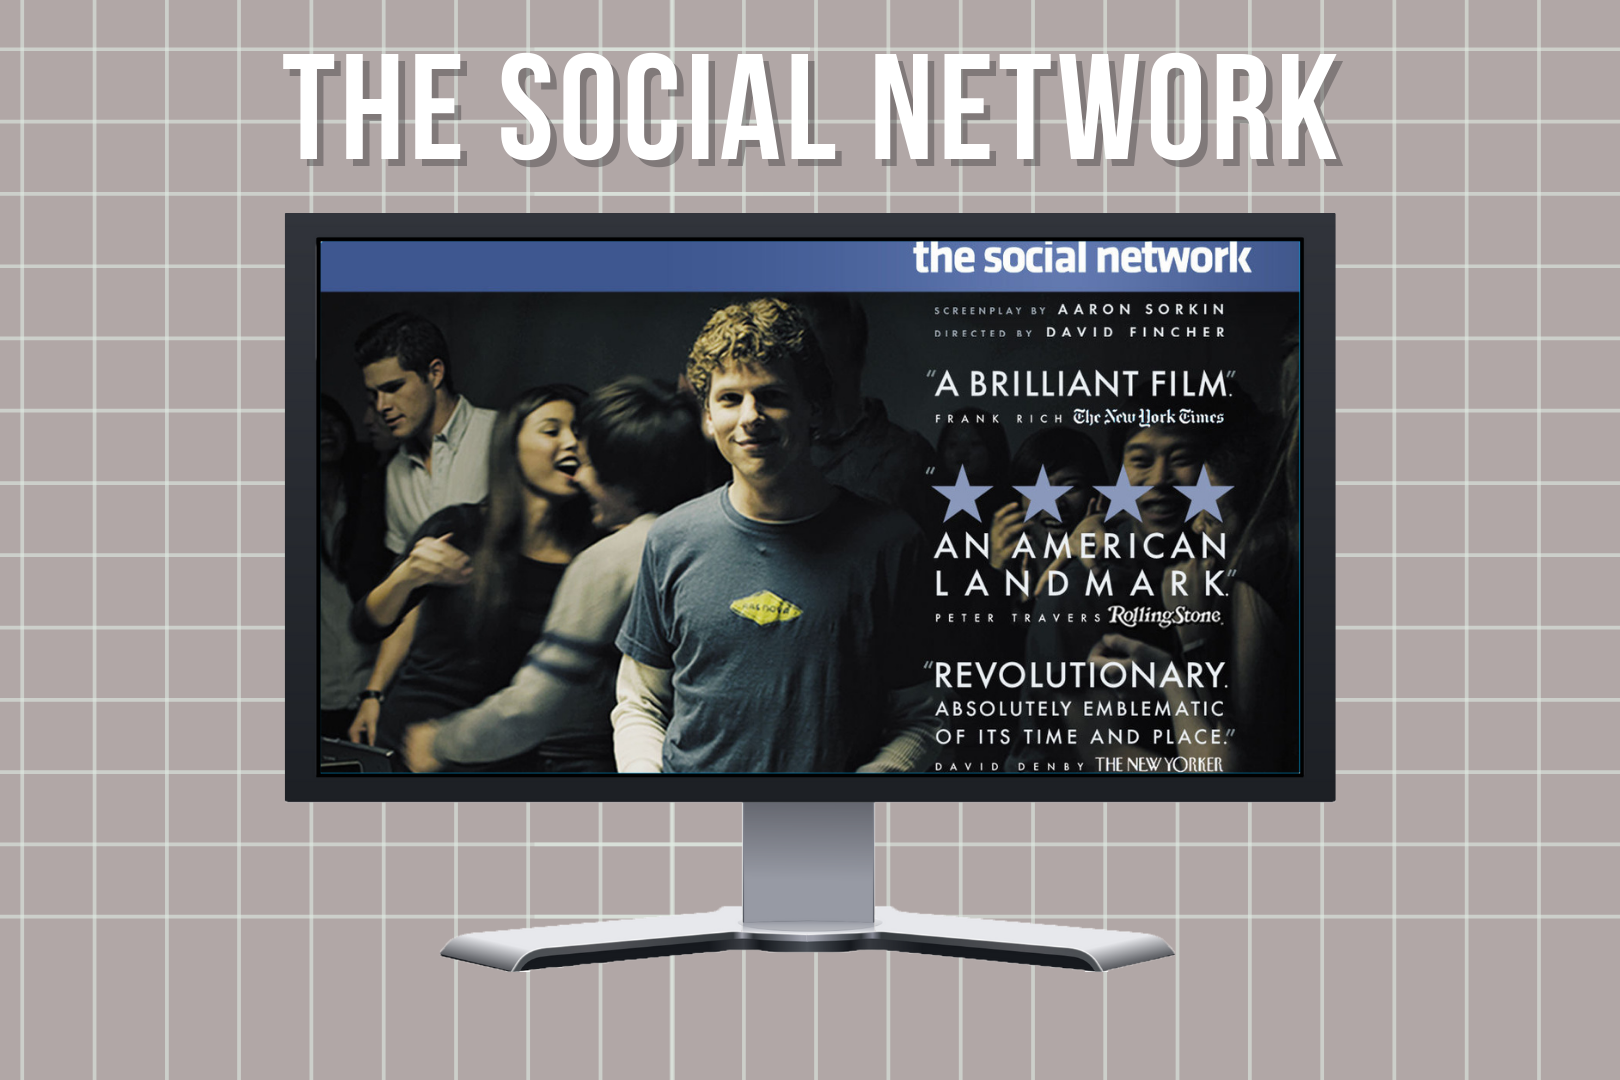 THE SOCIAL NETWORK
the social network
SCREENPLAY BY AARON SORKIN
DIRECTED BY DAVID FINCHER
"A BRILLIANT FILM".
FRANK RICH The New York Times
"★★★★
AN AMERICAN
LANDMARK."
PETER TRAVERS RollingStone.
"REVOLUTIONARY.
ABSOLUTELY EMBLEMATIC
OF ITS TIME AND PLACE."
DAVID DENBY THE NEW YORKER